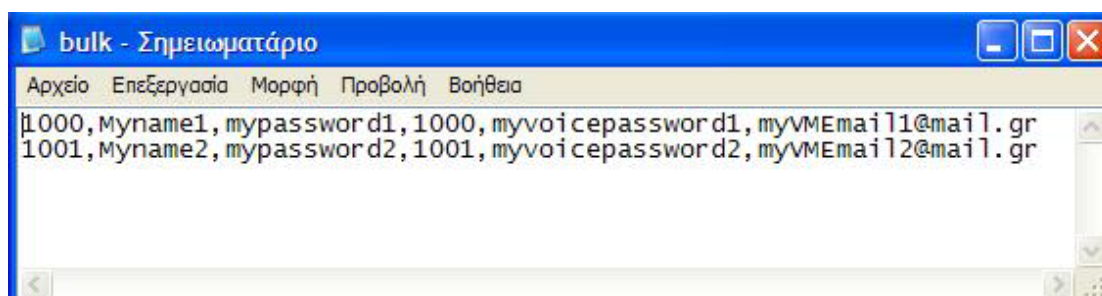 bulk - Σημειωματάριο
Αρχείο Επεξεργασία Μορφή Προβολή Βοήθεια
1000,Myname1,mypassword1,1000,myvoicepassword1,myVMEmail1@mail.gr
1001,Myname2,mypassword2,1001,myvoicepassword2,myVMEmail2@mail.gr